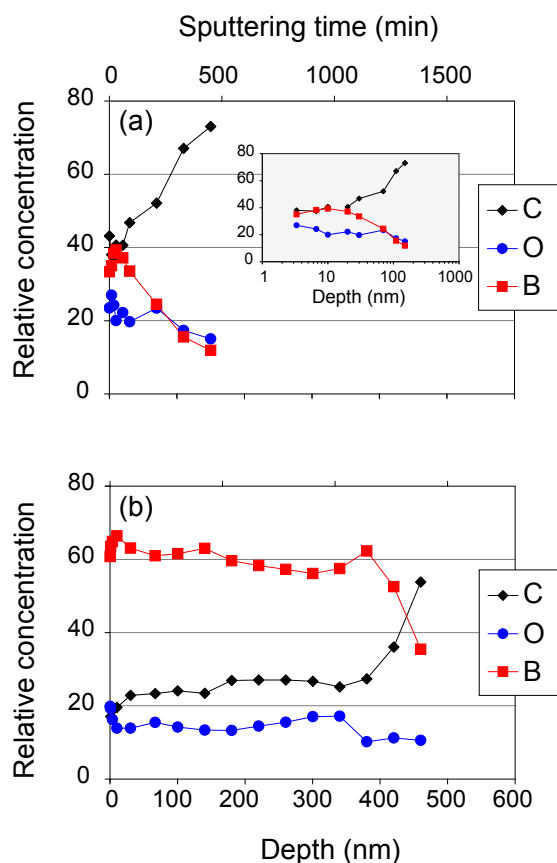 Sputtering time (min)
0 500 1000 1500
80
60
40
20
0
Relative concentration
(a)
80
60
40
20
0
1 10 100 1000
Depth (nm)
C
O
B
80
60
40
20
0
Relative concentration
(b)
C
O
B
0 100 200 300 400 500 600
Depth (nm)